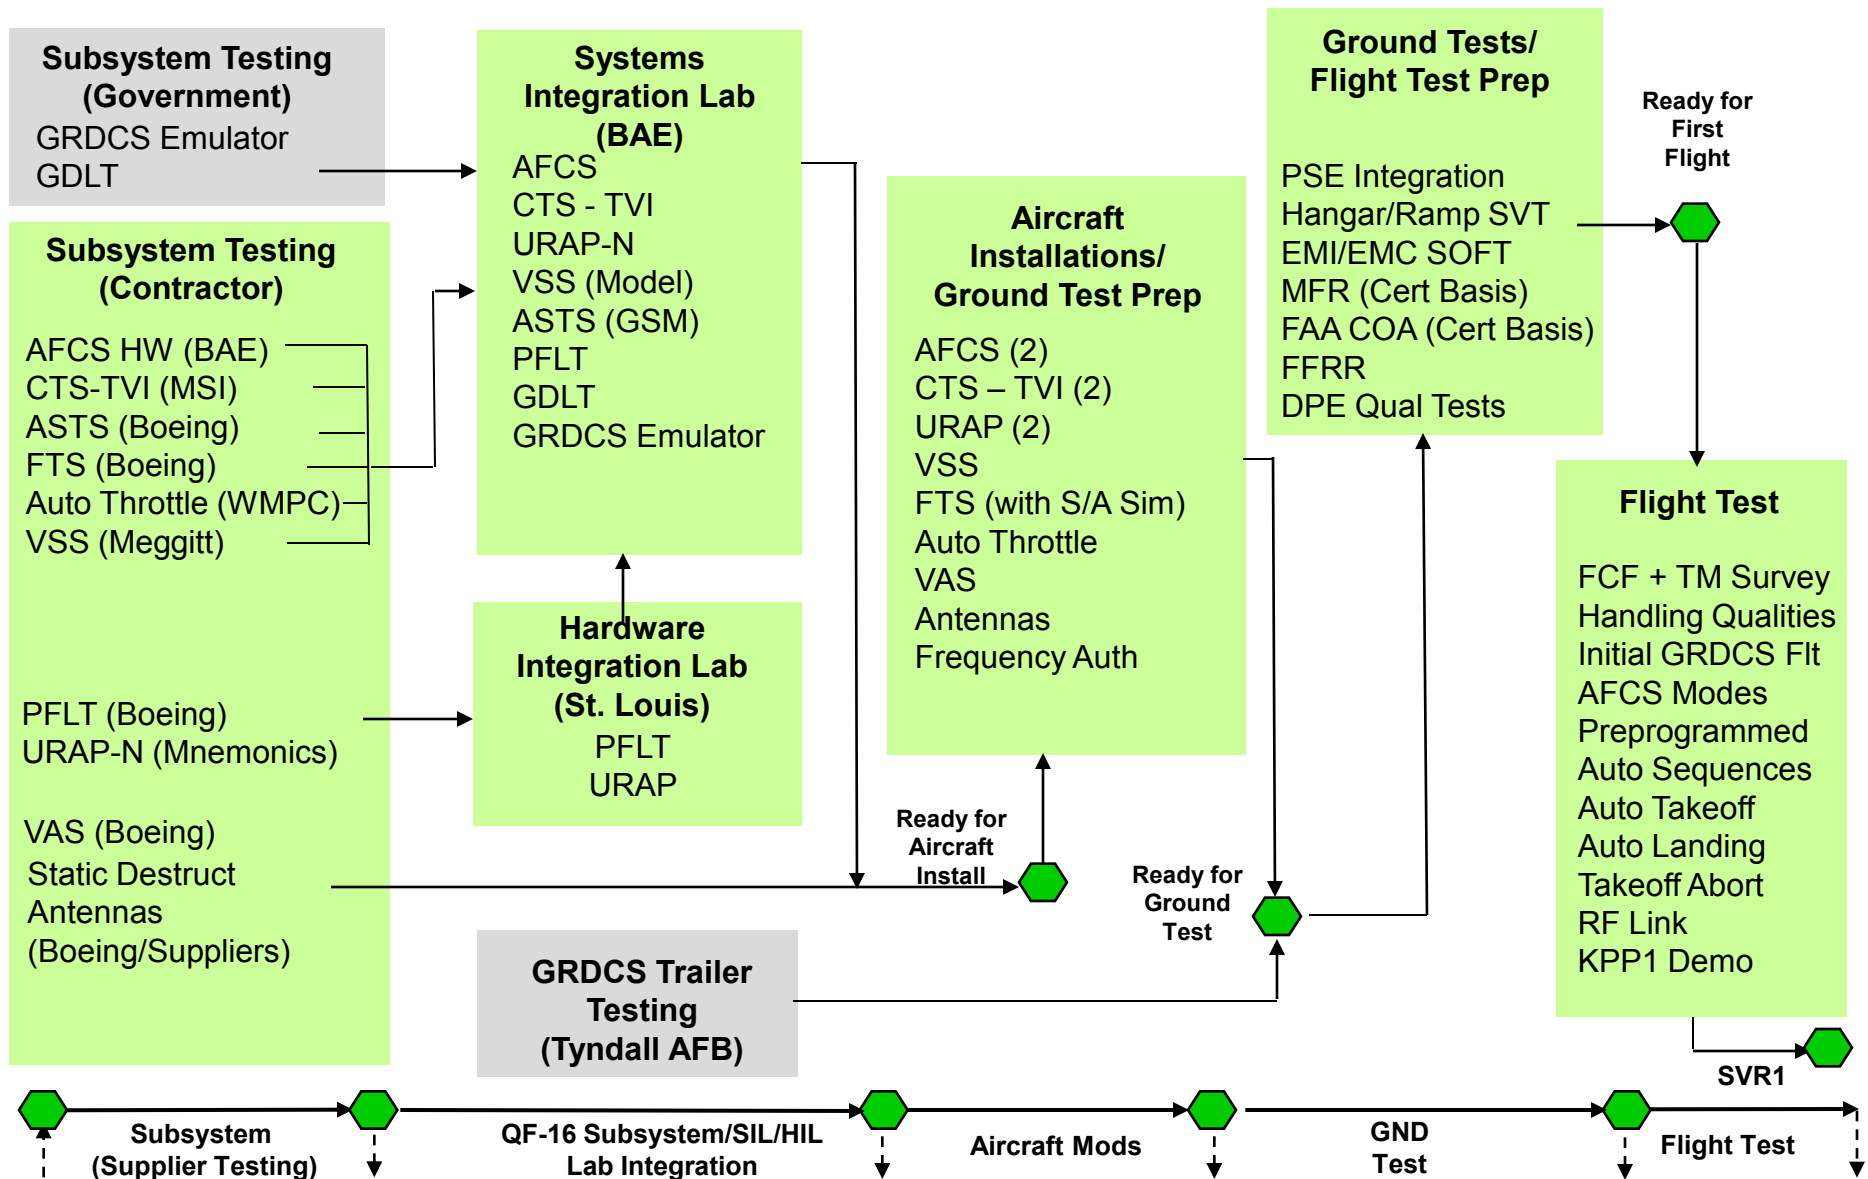 Subsystem Testing
(Government)
GRDCS Emulator
GDLT
Subsystem Testing
(Contractor)
AFCS HW (BAE)
CTS-TVI (MSI)
ASTS (Boeing)
FTS (Boeing)
Auto Throttle (WMPC)
VSS (Meggitt)
PFLT (Boeing)
URAP-N (Mnemonics)
VAS (Boeing)
Static Destruct
Antennas
(Boeing/Suppliers)
Systems
Integration Lab
(BAE)
AFCS
CTS - TVI
URAP-N
VSS (Model)
ASTS (GSM)
PFLT
GDLT
GRDCS Emulator
Hardware
Integration Lab
(St. Louis)
PFLT
URAP
GRDCS Trailer
Testing
(Tyndall AFB)
Aircraft
Installations/
Ground Test Prep
AFCS (2)
CTS – TVI (2)
URAP (2)
VSS
FTS (with S/A Sim)
Auto Throttle
VAS
Antennas
Frequency Auth
Ready for
Aircraft
Install
Ready for
Ground
Test
Ground Tests/
Flight Test Prep
PSE Integration
Hangar/Ramp SVT
EMI/EMC SOFT
MFR (Cert Basis)
FAA COA (Cert Basis)
FFRR
DPE Qual Tests
Ready for
First
Flight
Flight Test
FCF + TM Survey
Handling Qualities
Initial GRDCS Flt
AFCS Modes
Preprogrammed
Auto Sequences
Auto Takeoff
Auto Landing
Takeoff Abort
RF Link
KPP1 Demo
SVR1
Subsystem
(Supplier Testing)
QF-16 Subsystem/SIL/HIL
Lab Integration
Aircraft Mods
GND
Test
Flight Test